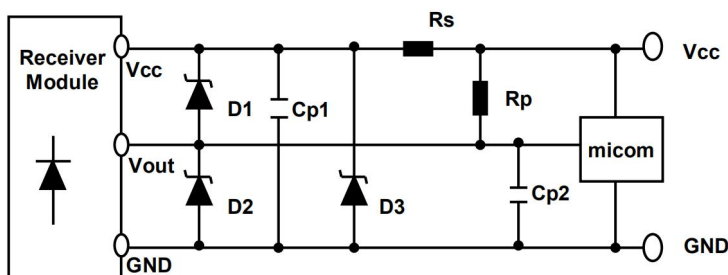 Receiver
Module
Vcc
Vout
GND
D1
D2
Cp1
D3
Rs
Rp
Cp2
micom
Vcc
GND